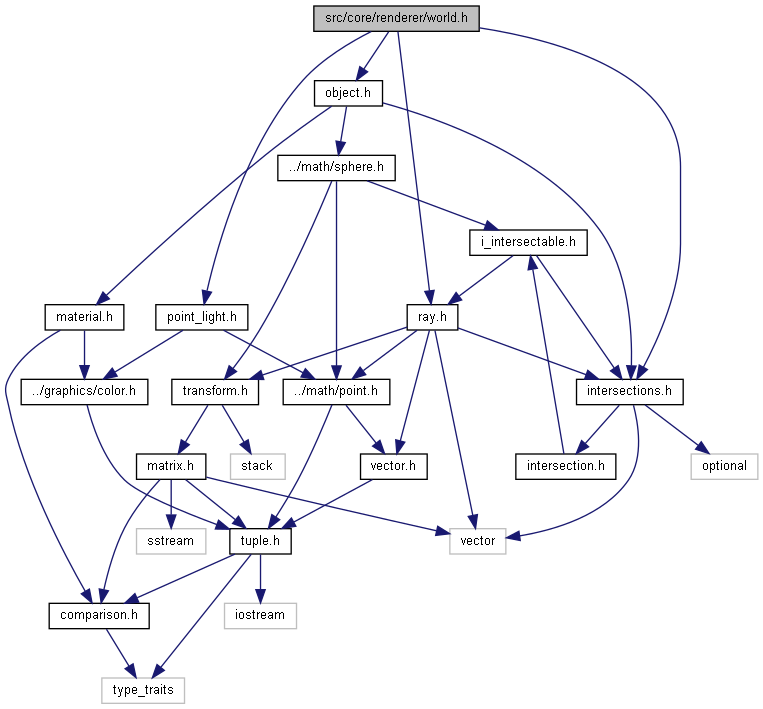 src/core/renderer/world.h
object.h
../math/sphere.h
i_intersectable.h
material.h
point_light.h
ray.h
../graphics/color.h
transform.h
../math/point.h
intersections.h
matrix.h
stack
vector.h
intersection.h
optional
sstream
tuple.h
vector
comparison.h
iostream
type_traits